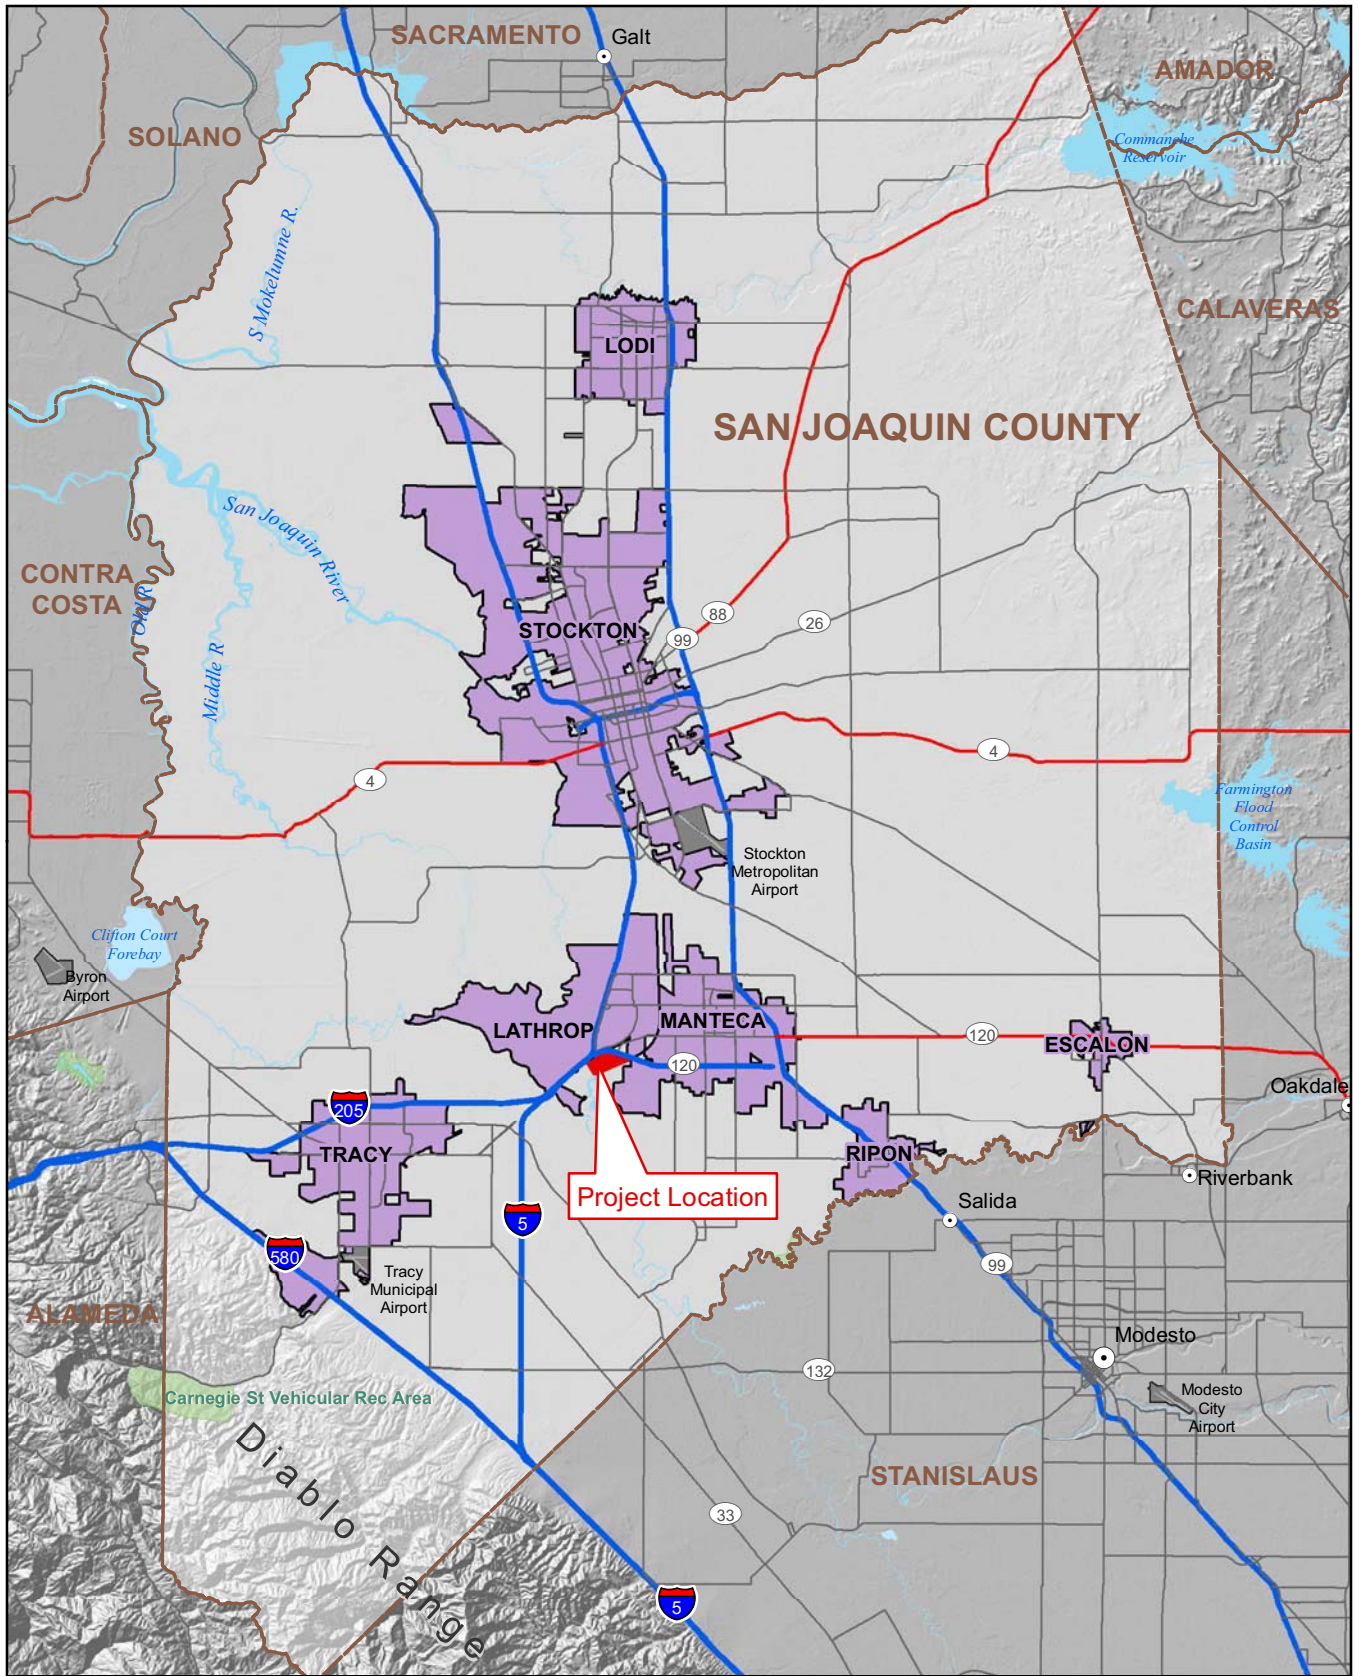 SACRAMENTO
Galt
AMADOR
SOLANO
Commanche
Reservoir
S Mokelumne R.
CALAVERAS
LODI
SAN JOAQUIN COUNTY
San Joaquin River
CONTRA
COSTA
Old R
Middle R
STOCKTON
88
26
99
4
4
Farmington
Flood
Control
Basin
Stockton
Metropolitan
Airport
Clifton Court
Forebay
Byron
Airport
LATHROP
MANTECA
120
ESCALON
120
Oakdale
205
TRACY
RIPON
Riverbank
Project Location
Salida
5
580
99
Tracy
Municipal
Airport
ALAMEDA
Modesto
132
Modesto
City
Airport
Carnegie St Vehicular Rec Area
Diablo Range
STANISLAUS
33
5